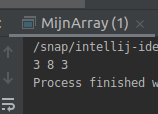 MijnArray (1) ×
/snap/intellij-ide
3 8 3
Process finished w